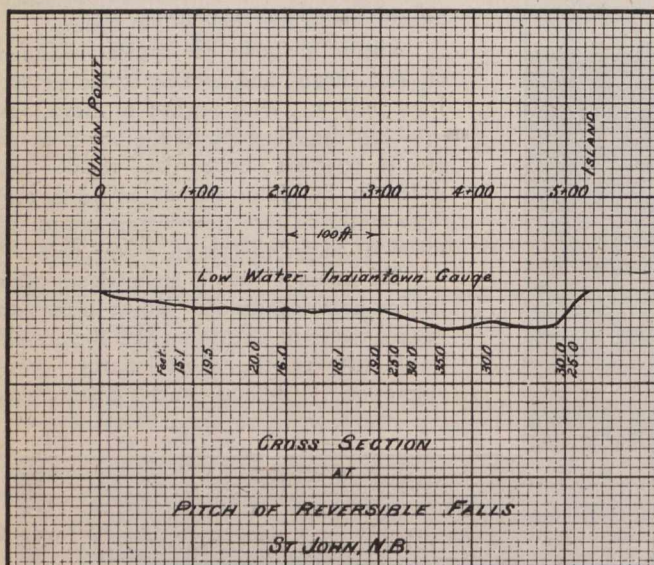 UNION POINT
ISLAND
0 1+00 2+00 3+00 4+00 5+00
< 100 ft. >
Low Water Indiantown Gauge
Feet. 15.1 19.5 20.0 16.0 18.1 19.0 25.0 30.0 35.0 30.0 30.0 25.0
CROSS SECTION
AT
PITCH OF REVERSIBLE FALLS
ST. JOHN, N.B.